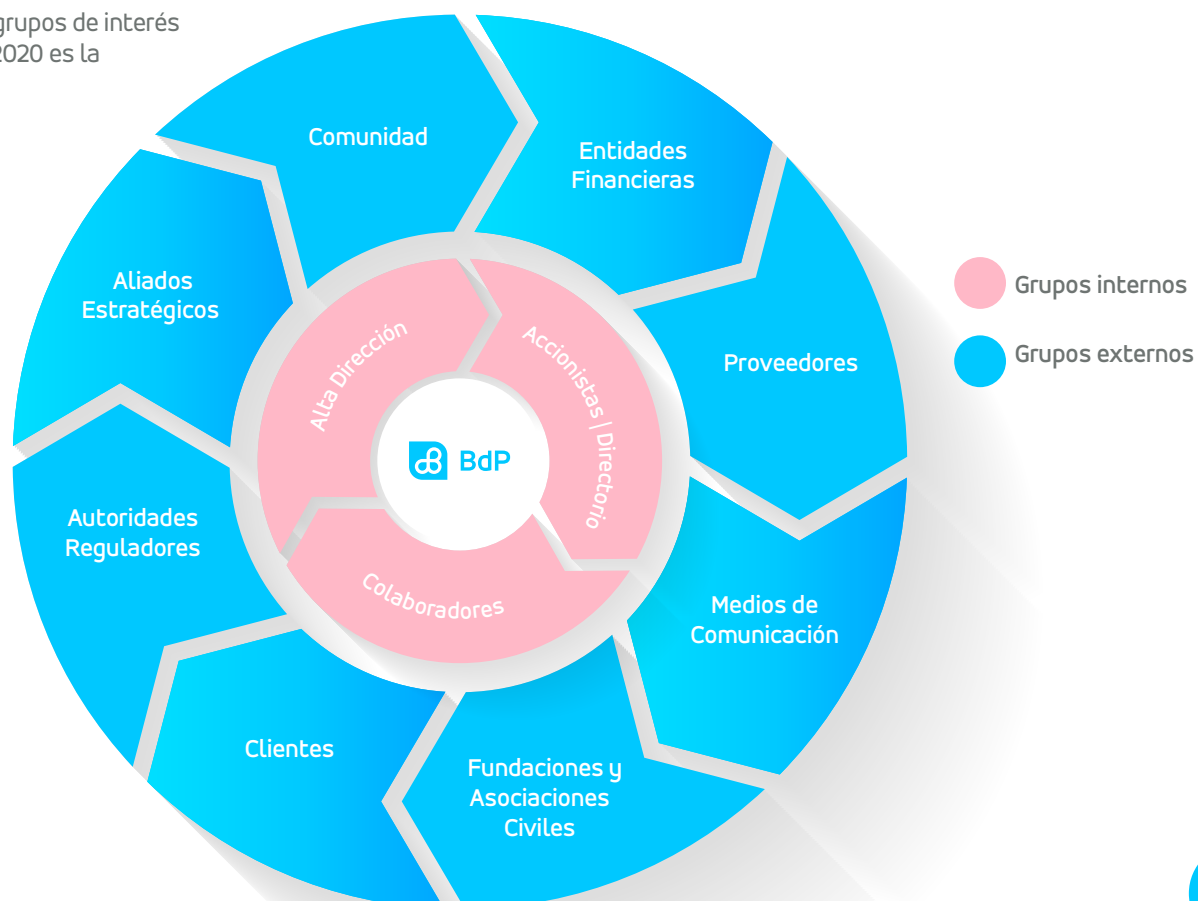 grupos de interés
2020 es la
Comunidad
Entidades
Financieras
Aliados
Estratégicos
Proveedores
Grupos internos
Grupos externos
Alta Dirección
Accionistas | Directorio
BdP
Colaboradores
Autoridades
Reguladores
Medios de
Comunicación
Clientes
Fundaciones y
Asociaciones
Civiles